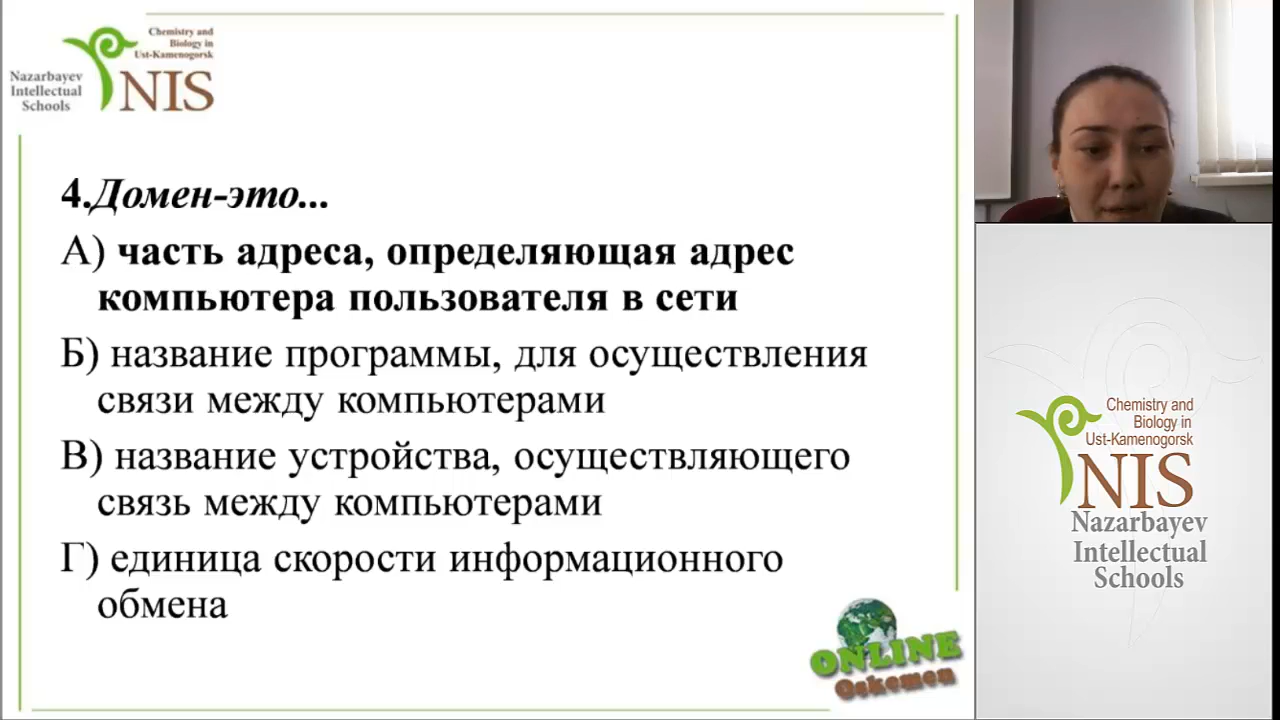 Chemistry and
Biology in
Ust-Kamenogorsk
Nazarbayev
Intellectual
Schools
NIS
4.Домен-это...
А) часть адреса, определяющая адрес
компьютера пользователя в сети
Б) название программы, для осуществления
связи между компьютерами
В) название устройства, осуществляющего
связь между компьютерами
Г) единица скорости информационного
обмена
ONLINE
Oskemen
Chemistry and
Biology in
Ust-Kamenogorsk
NIS
Nazarbayev
Intellectual
Schools